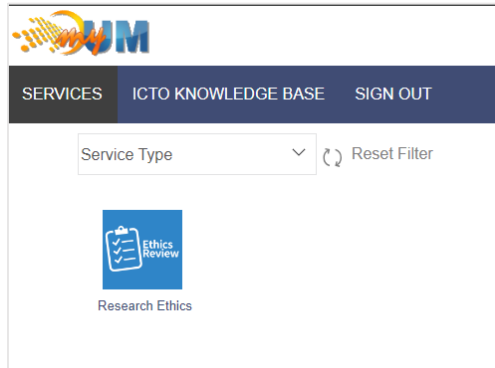 myUM
SERVICES ICTO KNOWLEDGE BASE SIGN OUT
Service Type Reset Filter
Ethics
Review
Research Ethics